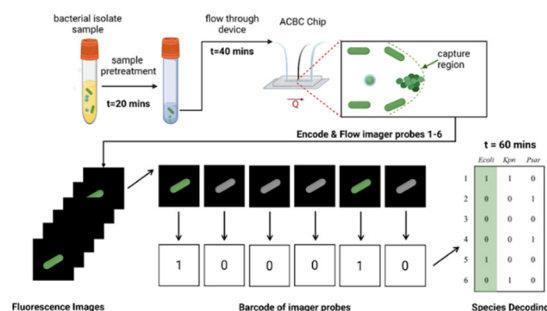 bacterial isolate
sample
sample
pretreatment
t=20 mins
flow through
device
t=40 mins
ACBC Chip
Q
capture
region
Encode & Flow imager probes 1-6
t = 60 mins
Ecoli Kpn Psar
1 1 1 0
2 0 0 1
3 0 0 0
4 0 0 1
5 1 0 0
6 0 1 0
1 0 0 0 1 0
Fluorescence Images
Barcode of imager probes
Species Decoding